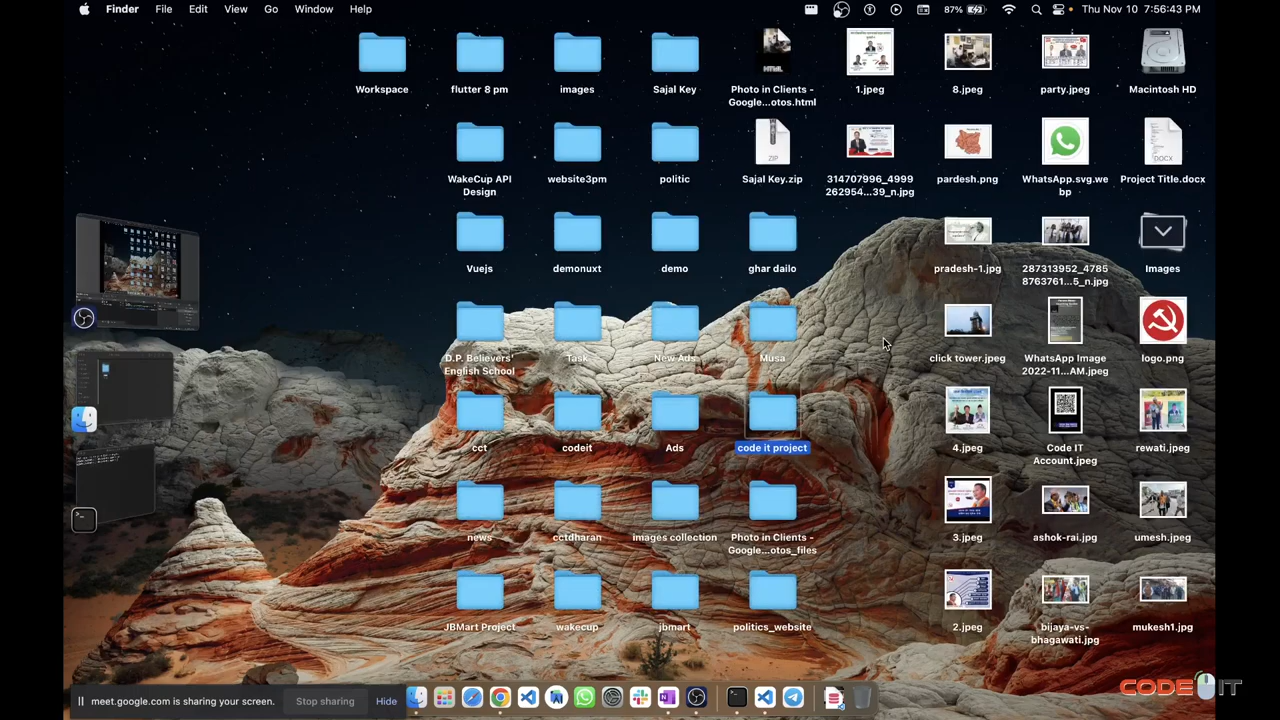 Finder File Edit View Go Window Help 87% Thu Nov 10 7:56:43 PM
Workspace
flutter 8 pm
images
Sajal Key
Photo in Clients -
Google...otos.html
1.jpeg
8.jpeg
party.jpeg
Macintosh HD
WakeCup API
Design
website3pm
politic
ZIP
Sajal Key.zip
314707996_4999
262954...39_n.jpg
pardesh.png
WhatsApp.svg.we
bp
DOCX
Project Title.docx
Vuejs
demonuxt
demo
ghar dailo
pradesh-1.jpg
287313952_4785
8763761...5_n.jpg
Images
D.P. Believers'
English School
Task
New Ads
Musa
click tower.jpeg
WhatsApp Image
2022-11...AM.jpeg
logo.png
cct
codeit
Ads
code it project
4.jpeg
Code IT
Account.jpeg
rewati.jpeg
news
cctdharan
images collection
Photo in Clients -
Google...otos_files
3.jpeg
ashok-rai.jpg
umesh.jpeg
JBMart Project
wakecup
jbmart
politics_website
2.jpeg
bijaya-vs-
bhagawati.jpg
mukesh1.jpg
meet.google.com is sharing your screen. Stop sharing Hide
CODE IT